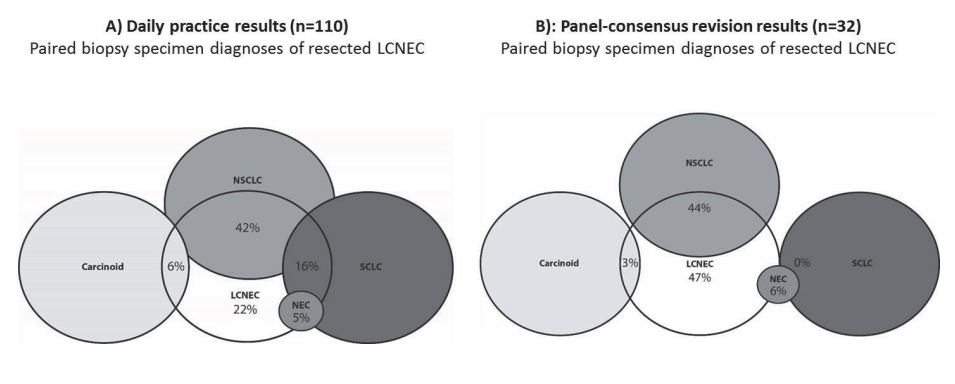 A) Daily practice results (n=110)
Paired biopsy specimen diagnoses of resected LCNEC
B): Panel-consensus revision results (n=32)
Paired biopsy specimen diagnoses of resected LCNEC
NSCLC
42%
Carcinoid
6%
16%
SCLC
LCNEC
22%
NEC
5%
NSCLC
44%
Carcinoid
3%
LCNEC
47%
0%
SCLC
NEC
6%